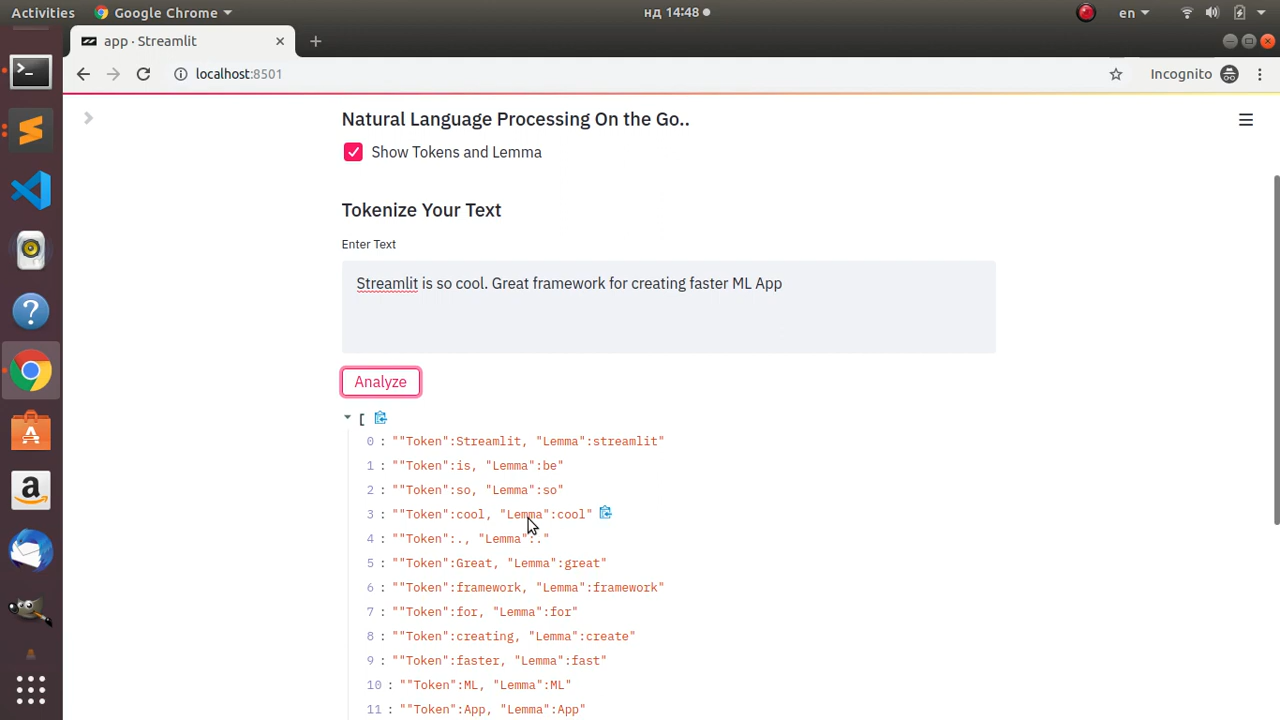 Activities Google Chrome нд 14:48 en
app · Streamlit
localhost:8501 Incognito
Natural Language Processing On the Go..
Show Tokens and Lemma
Tokenize Your Text
Enter Text
Streamlit is so cool. Great framework for creating faster ML App
Analyze
[
0 : ""Token":Streamlit, "Lemma":streamlit"
1 : ""Token":is, "Lemma":be"
2 : ""Token":so, "Lemma":so"
3 : ""Token":cool, "Lemma":cool"
4 : ""Token":., "Lemma":."
5 : ""Token":Great, "Lemma":great"
6 : ""Token":framework, "Lemma":framework"
7 : ""Token":for, "Lemma":for"
8 : ""Token":creating, "Lemma":create"
9 : ""Token":faster, "Lemma":fast"
10 : ""Token":ML, "Lemma":ML"
11 : ""Token":App, "Lemma":App"